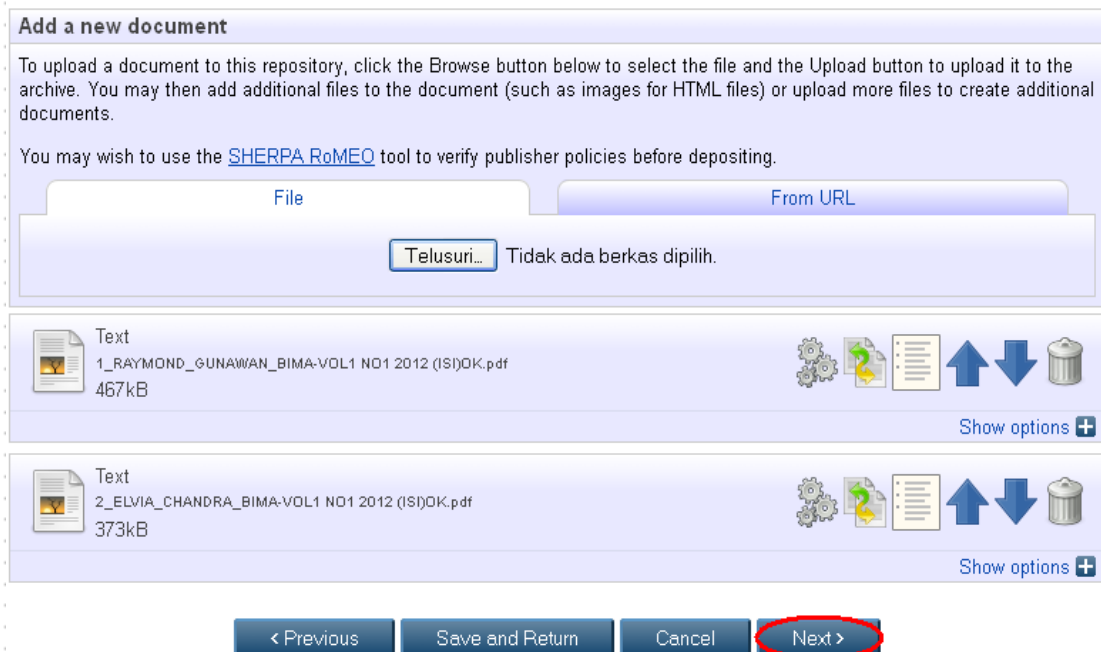 Add a new document
To upload a document to this repository, click the Browse button below to select the file and the Upload button to upload it to the
archive. You may then add additional files to the document (such as images for HTML files) or upload more files to create additional
documents.
You may wish to use the SHERPA RoMEO tool to verify publisher policies before depositing.
File
From URL
Telusuri... Tidak ada berkas dipilih.
Text
1_RAYMOND_GUNAWAN_BIMA-VOL1 NO1 2012 (ISI)OK.pdf
467kB
Show options
Text
2_ELVIA_CHANDRA_BIMA-VOL1 NO1 2012 (ISI)OK.pdf
373kB
Show options
< Previous
Save and Return
Cancel
Next >